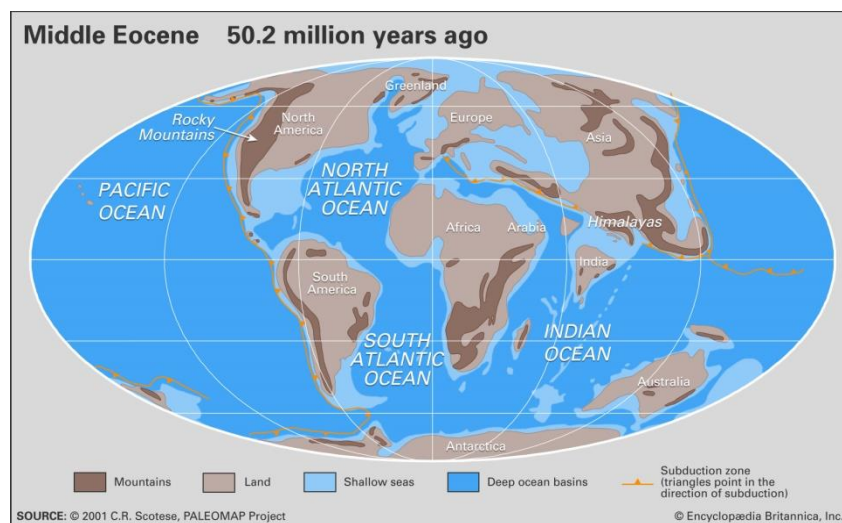 Middle Eocene 50.2 million years ago
Greenland
Rocky
Mountains
North
America
Europe
Asia
PACIFIC
OCEAN
NORTH
ATLANTIC
OCEAN
Africa
Arabia
Himalayas
India
South
America
SOUTH
ATLANTIC
OCEAN
INDIAN
OCEAN
Australia
Antarctica
Mountains
Land
Shallow seas
Deep ocean basins
Subduction zone
(triangles point in the
direction of subduction)
SOURCE: © 2001 C.R. Scotese, PALEOMAP Project
© Encyclopædia Britannica, Inc.